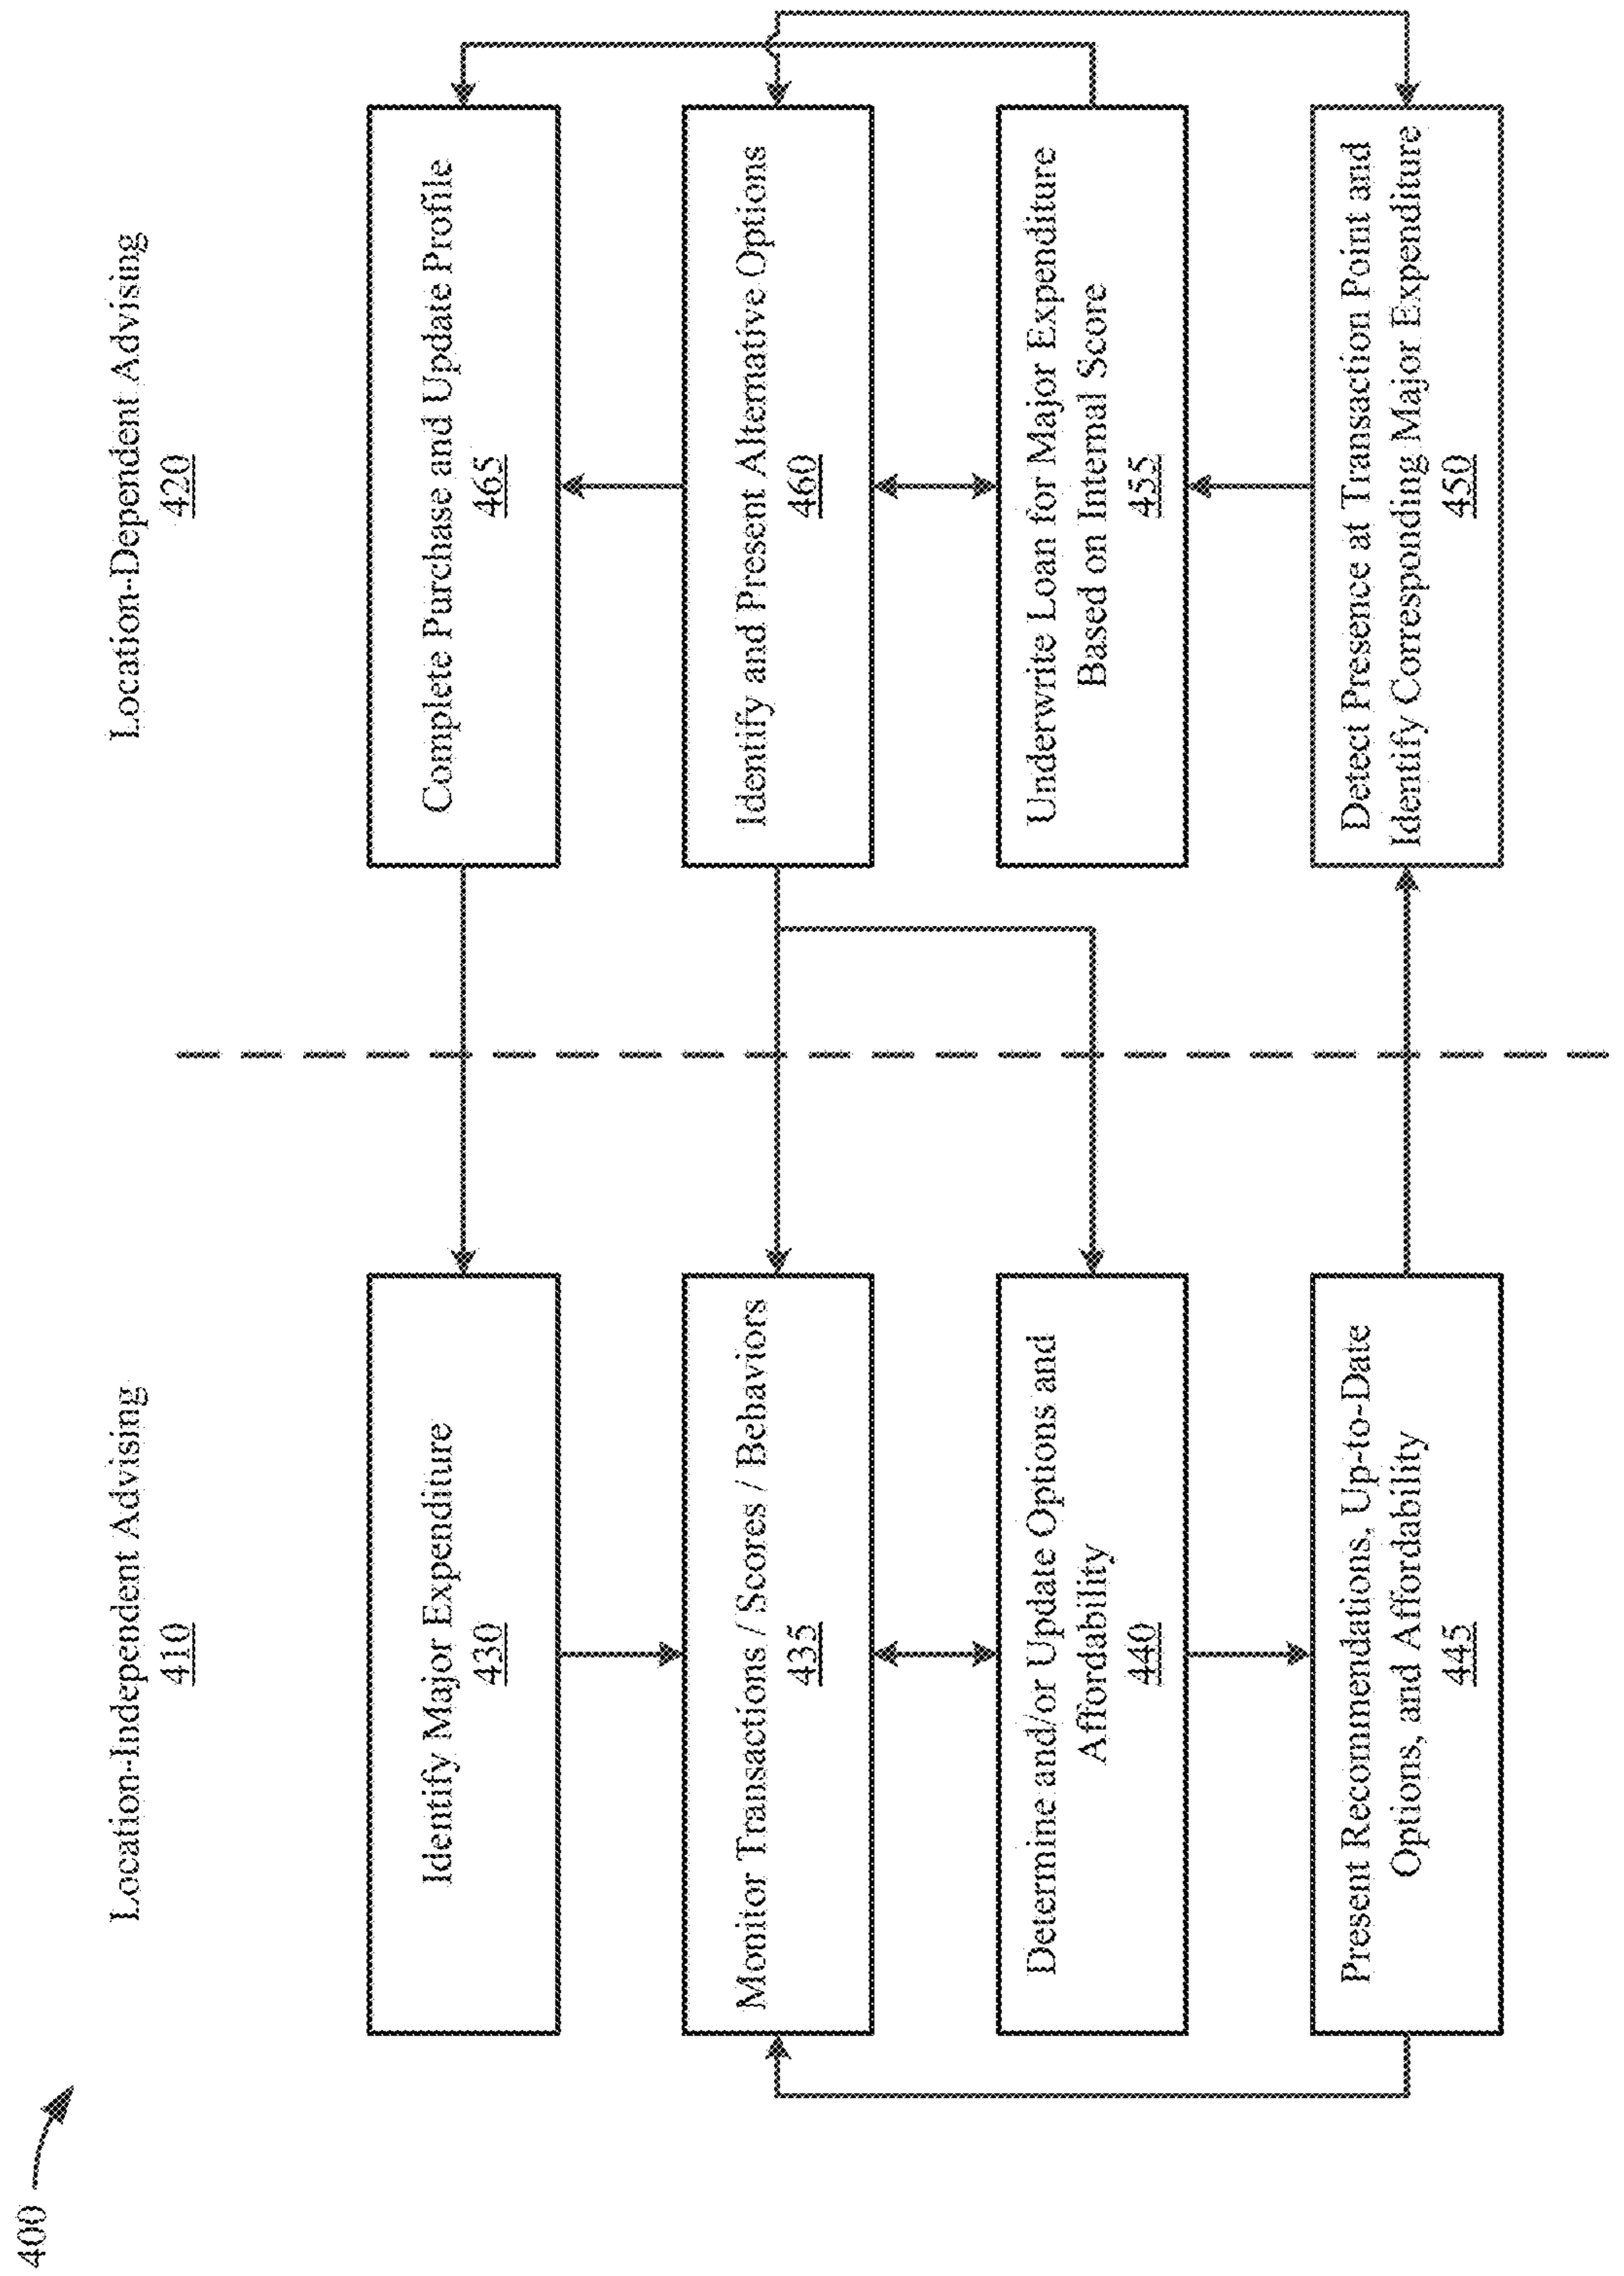 400
Location-Independent Advising
410
Identify Major Expenditure
430
Monitor Transactions / Scores / Behaviors
435
Determine and/or Update Options and
Affordability
440
Present Recommendations, Up-to-Date
Options, and Affordability
445
Location-Dependent Advising
420
Complete Purchase and Update Profile
465
Identify and Present Alternative Options
460
Underwrite Loan for Major Expenditure
Based on Internal Score
455
Detect Presence at Transaction Point and
Identify Corresponding Major Expenditure
450